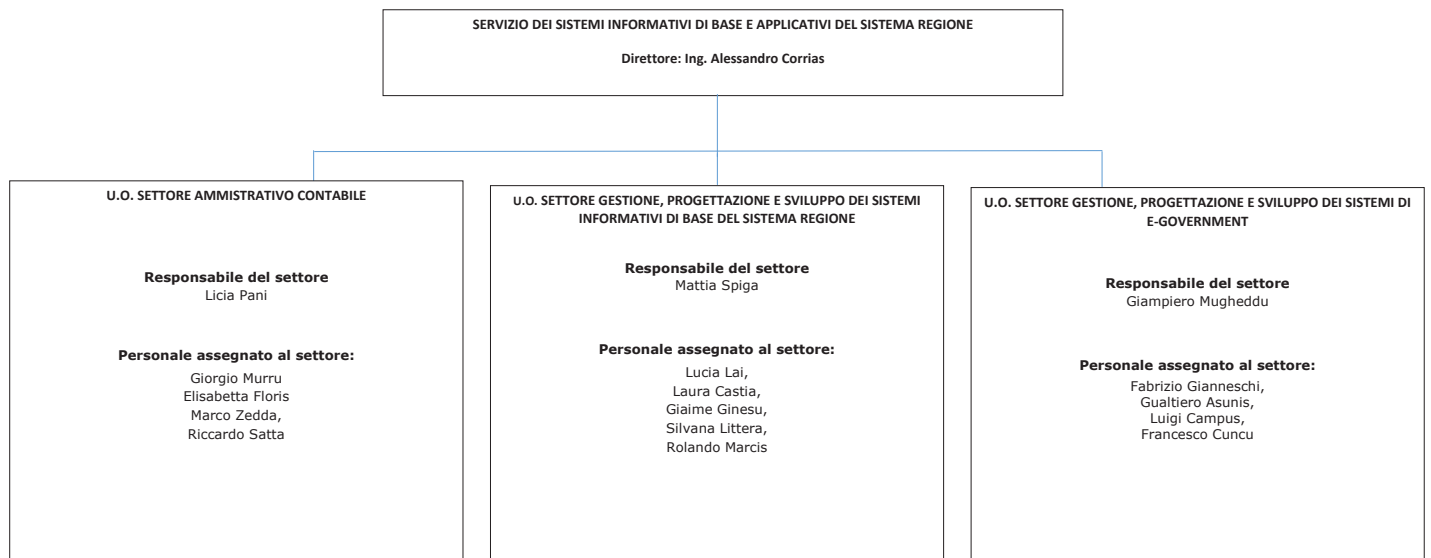 SERVIZIO DEI SISTEMI INFORMATIVI DI BASE E APPLICATIVI DEL SISTEMA REGIONE
Direttore: Ing. Alessandro Corrias
U.O. SETTORE AMMISTRATIVO CONTABILE
Responsabile del settore
Licia Pani
Personale assegnato al settore:
Giorgio Murru
Elisabetta Floris
Marco Zedda,
Riccardo Satta
U.O. SETTORE GESTIONE, PROGETTAZIONE E SVILUPPO DEI SISTEMI
INFORMATIVI DI BASE DEL SISTEMA REGIONE
Responsabile del settore
Mattia Spiga
Personale assegnato al settore:
Lucia Lai,
Laura Castia,
Giaime Ginesu,
Silvana Littera,
Rolando Marcis
U.O. SETTORE GESTIONE, PROGETTAZIONE E SVILUPPO DEI SISTEMI DI
E-GOVERNMENT
Responsabile del settore
Giampiero Mugheddu
Personale assegnato al settore:
Fabrizio Gianneschi,
Gualtiero Asunis,
Luigi Campus,
Francesco Cuncu